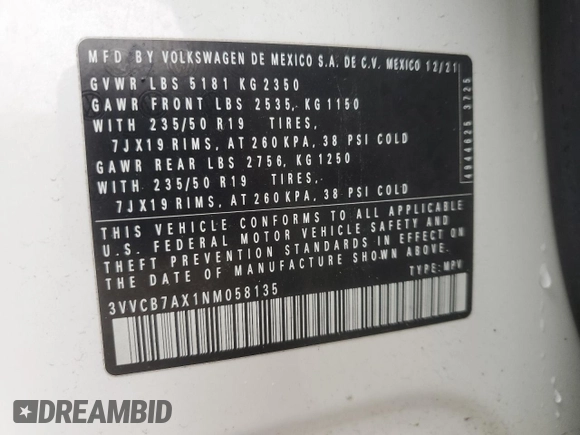 MFD. BY VOLKSWAGEN DE MEXICO S.A. DE C.V. MEXICO 12/21
GVWR LBS 5181 KG 2350
GAWR FRONT LBS 2535, KG 1150
WITH 235/50 R19 TIRES,
7JX19 RIMS, AT 260 KPA, 38 PSI COLD
GAWR REAR LBS 2756, KG 1250
WITH 235/50 R19 TIRES,
7JX19 RIMS, AT 260 KPA, 38 PSI COLD
THIS VEHICLE CONFORMS TO ALL APPLICABLE
U.S. FEDERAL MOTOR VEHICLE SAFETY AND
THEFT PREVENTION STANDARDS IN EFFECT ON
THE DATE OF MANUFACTURE SHOWN ABOVE.
3VVCB7AX1NM058135 TYPE: MPV
4044625 3725
DREAMBID